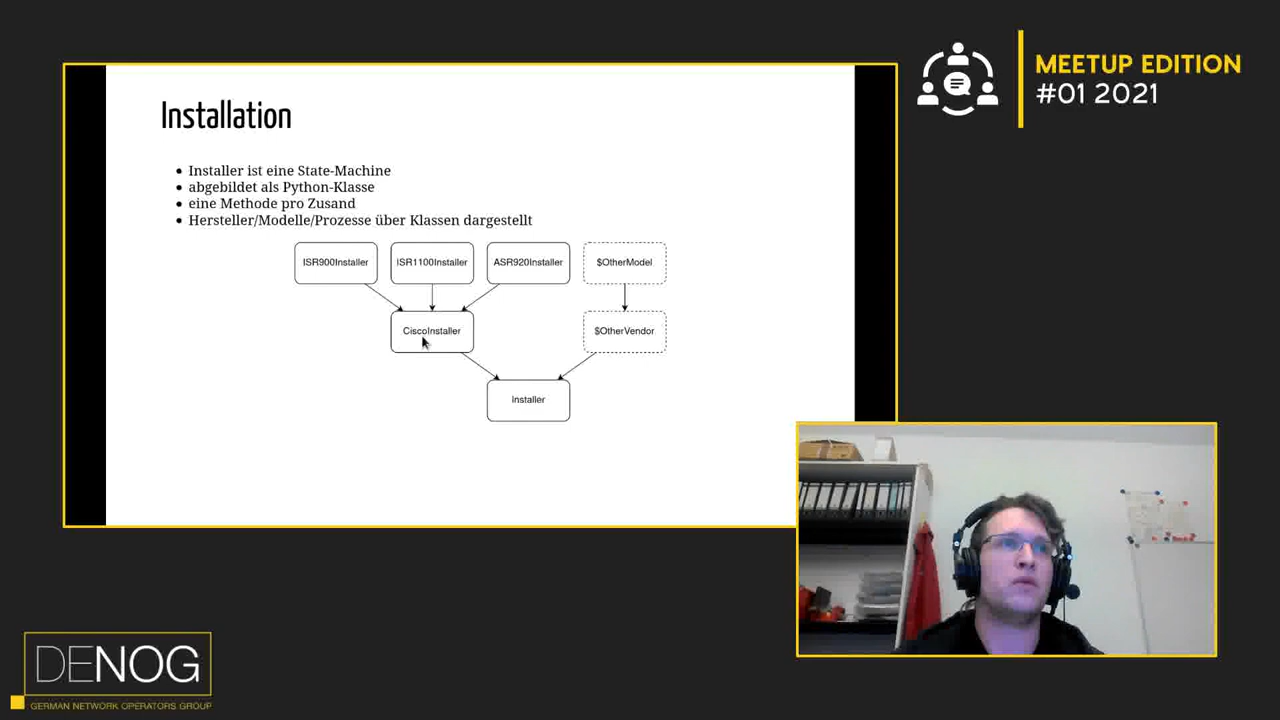 MEETUP EDITION
#01 2021
Installation
Installer ist eine State-Machine
abgebildet als Python-Klasse
eine Methode pro Zusand
Hersteller/Modelle/Prozesse über Klassen dargestellt
ISR900Installer
ISR1100Installer
ASR920Installer
$OtherModel
CiscoInstaller
$OtherVendor
Installer
DENOG
GERMAN NETWORK OPERATORS GROUP